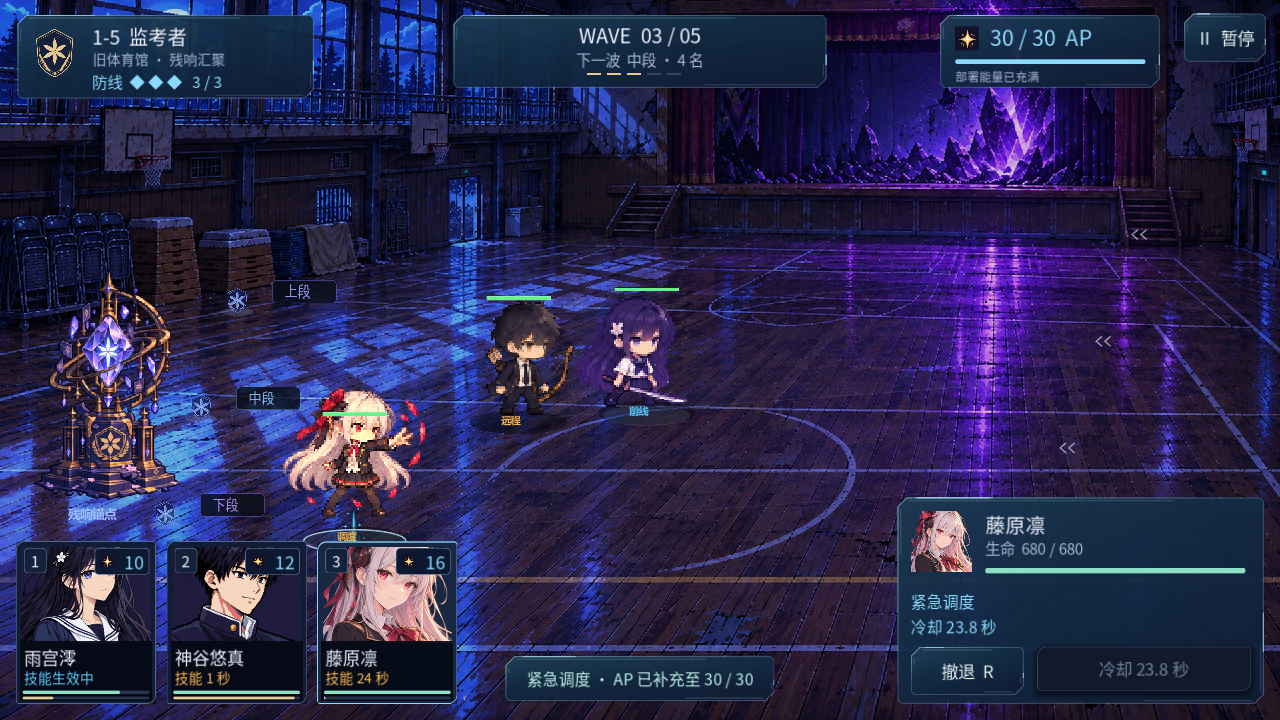 1-5 监考者
旧体育馆 · 残响汇聚
防线 3 / 3
WAVE 03 / 05
下一波 中段 · 4 名
30 / 30 AP
部署能量已充满
暂停
上段
中段
下段
残响锚点
远程
前线
调度
1
10
雨宫澪
技能生效中
2
12
神谷悠真
技能 1 秒
3
16
藤原凛
技能 24 秒
紧急调度 · AP 已补充至 30 / 30
藤原凛
生命 680 / 680
紧急调度
冷却 23.8 秒
撤退 R
冷却 23.8 秒